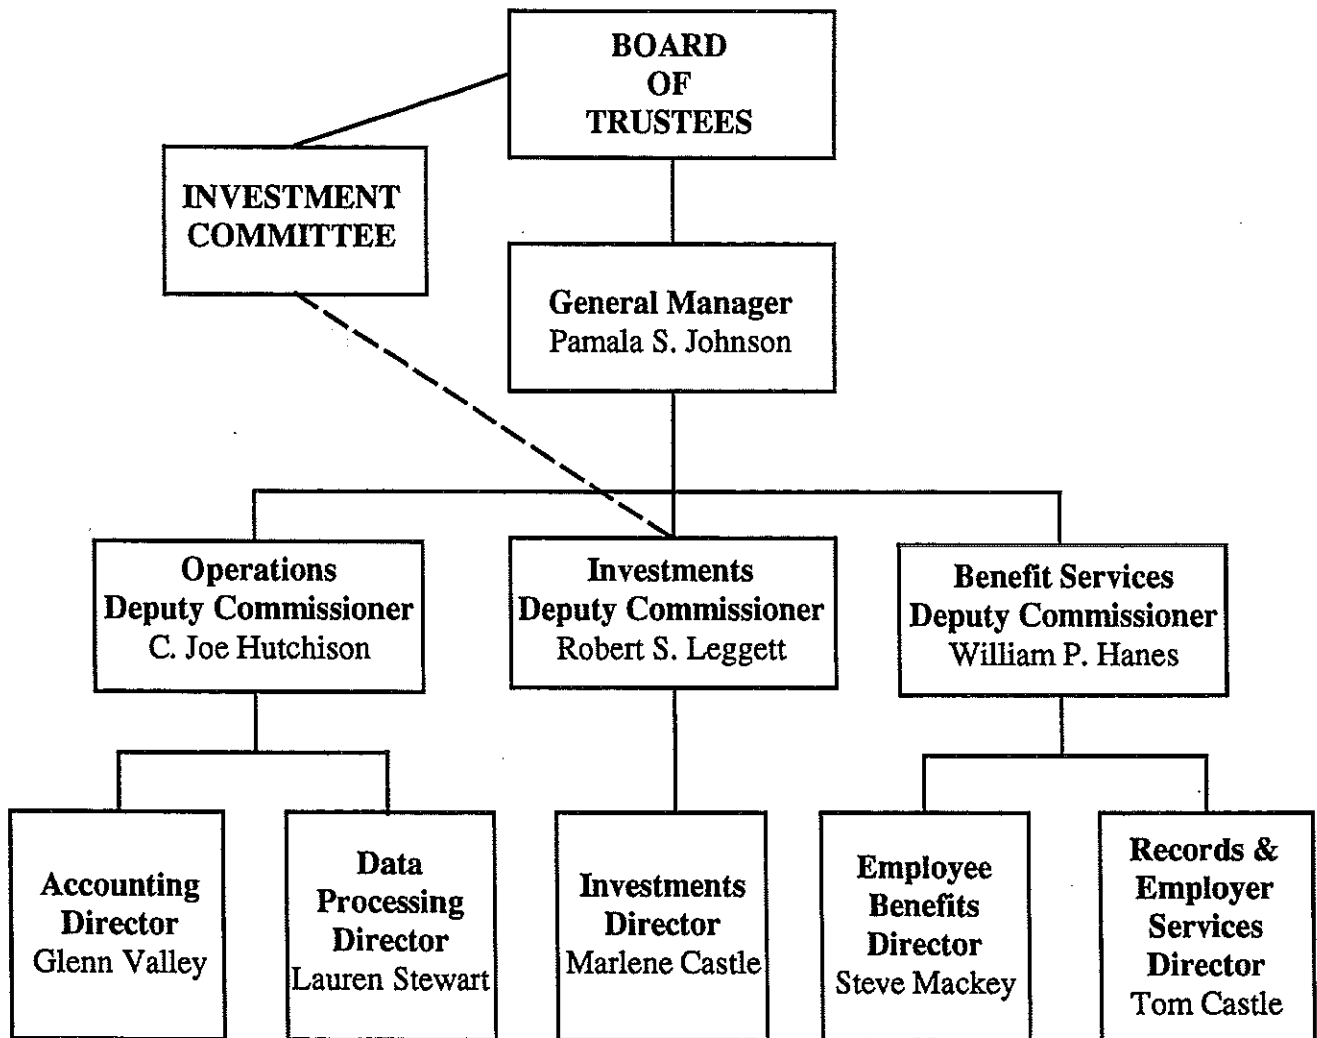 BOARD
OF
TRUSTEES
INVESTMENT
COMMITTEE
General Manager
Pamala S. Johnson
Operations
Deputy Commissioner
C. Joe Hutchison
Investments
Deputy Commissioner
Robert S. Leggett
Benefit Services
Deputy Commissioner
William P. Hanes
Accounting
Director
Glenn Valley
Data
Processing
Director
Lauren Stewart
Investments
Director
Marlene Castle
Employee
Benefits
Director
Steve Mackey
Records &
Employer
Services
Director
Tom Castle